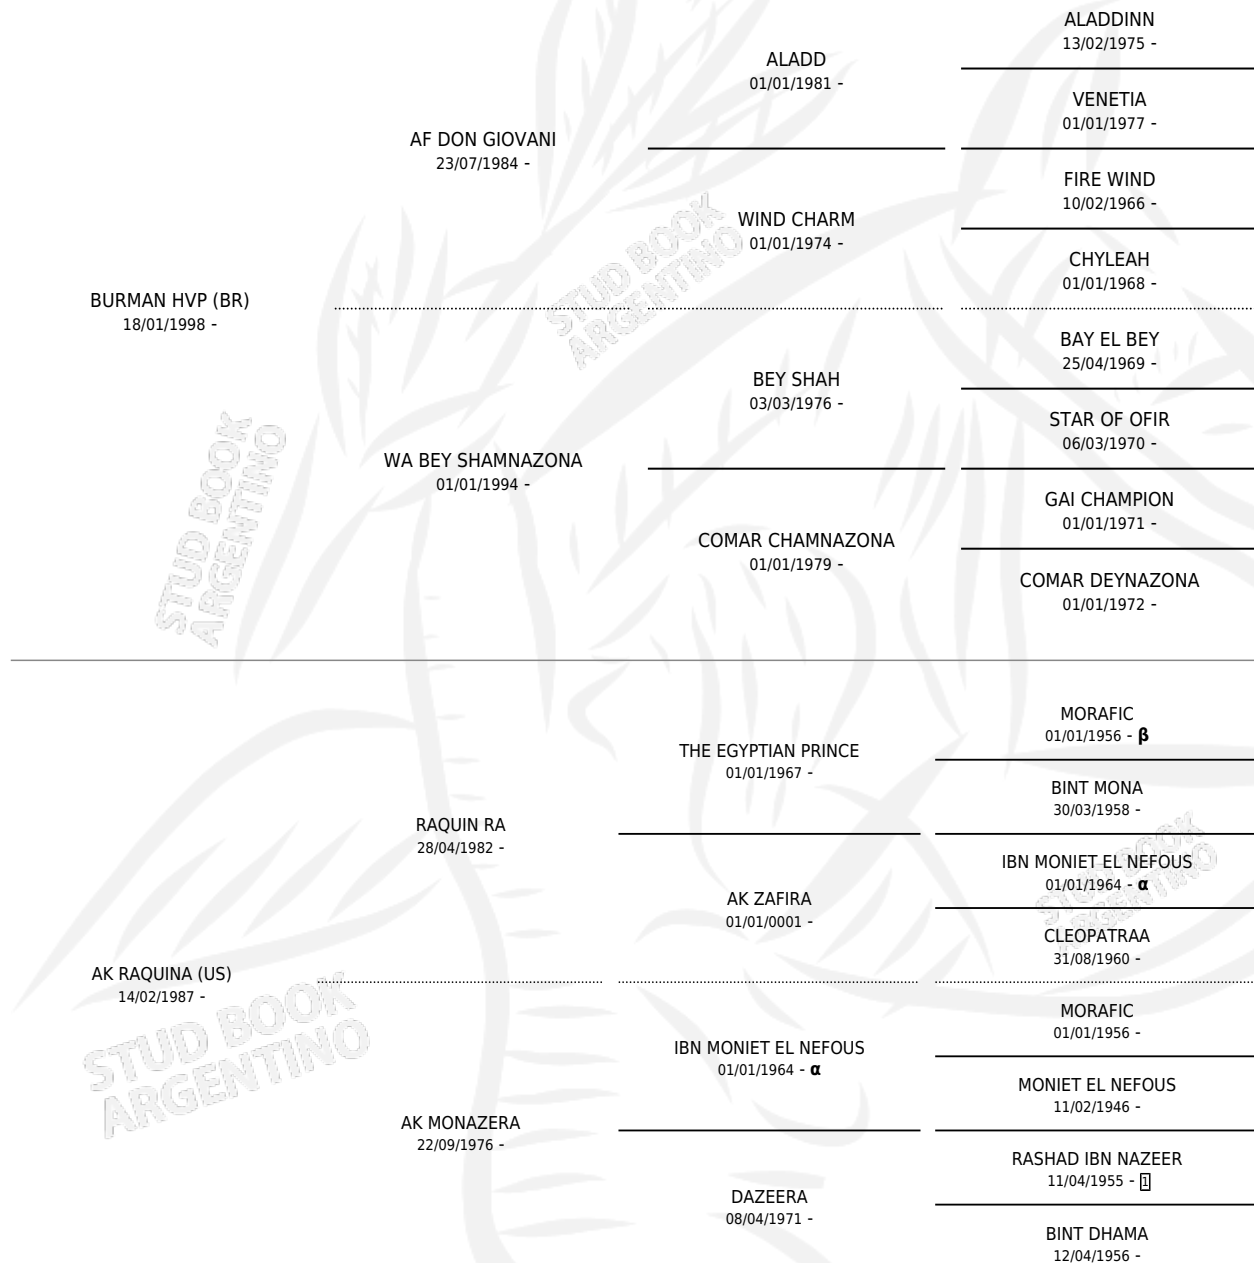 ALADDINN
13/02/1975 -
ALADD
01/01/1981 -
VENETIA
01/01/1977 -
AF DON GIOVANI
23/07/1984 -
FIRE WIND
10/02/1966 -
WIND CHARM
01/01/1974 -
CHYLEAH
01/01/1968 -
BURMAN HVP (BR)
18/01/1998 -
BAY EL BEY
25/04/1969 -
BEY SHAH
03/03/1976 -
STAR OF OFIR
06/03/1970 -
WA BEY SHAMNAZONA
01/01/1994 -
GAI CHAMPION
01/01/1971 -
COMAR CHAMNAZONA
01/01/1979 -
COMAR DEYNAZONA
01/01/1972 -
MORAFIC
01/01/1956 - β
THE EGYPTIAN PRINCE
01/01/1967 -
BINT MONA
30/03/1958 -
RAQUIN RA
28/04/1982 -
IBN MONIET EL NEFOUS
01/01/1964 - α
AK ZAFIRA
01/01/0001 -
CLEOPATRAA
31/08/1960 -
AK RAQUINA (US)
14/02/1987 -
MORAFIC
01/01/1956 -
IBN MONIET EL NEFOUS
01/01/1964 - α
MONIET EL NEFOUS
11/02/1946 -
AK MONAZERA
22/09/1976 -
RASHAD IBN NAZEER
11/04/1955 - 1
DAZEERA
08/04/1971 -
BINT DHAMA
12/04/1956 -
STUD BOOK
ARGENTINO
STUD BOOK
ARGENTINO
STUD BOOK
ARGENTINO
STUD BOOK
ARGENTINO